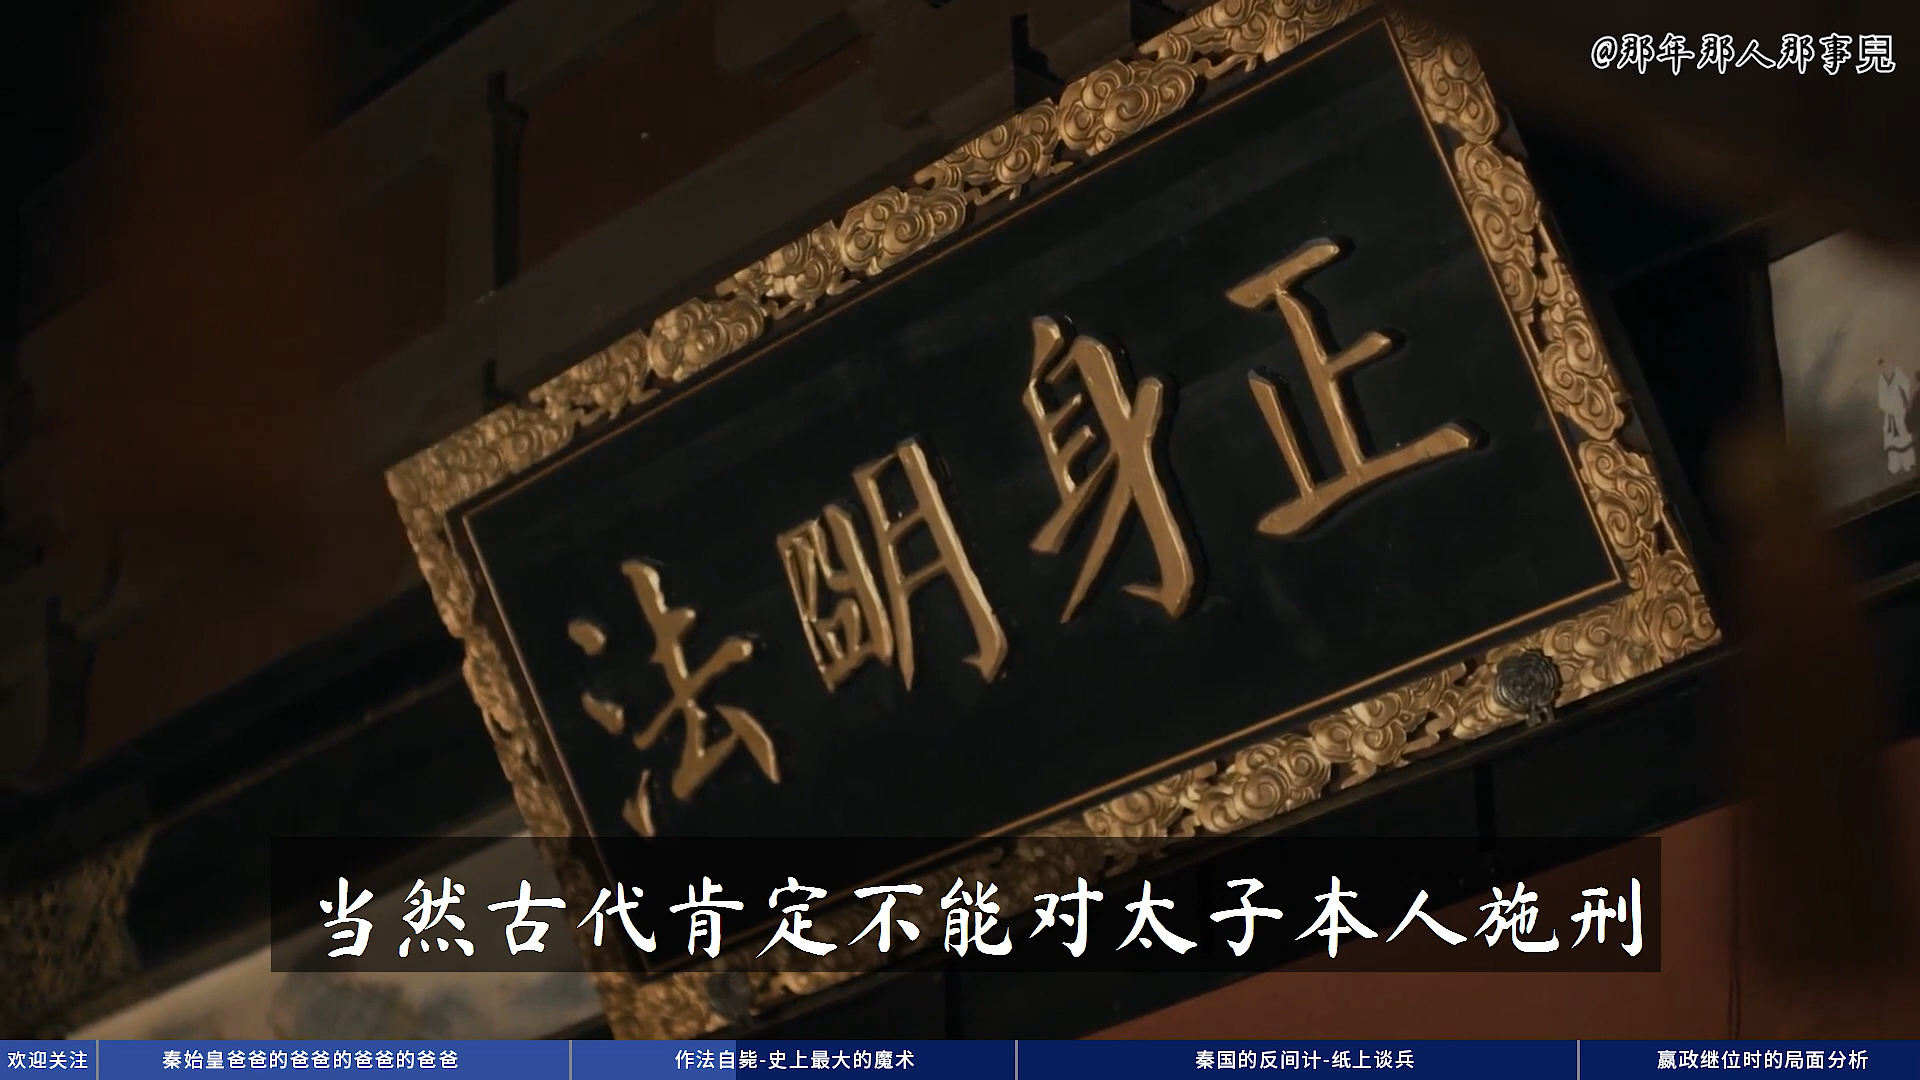 @那年那人那事兒
正身明法
当然古代肯定不能对太子本人施刑
欢迎关注
秦始皇爸爸的爸爸的爸爸的爸爸
作法自毙-史上最大的魔术
秦国的反间计-纸上谈兵
嬴政继位时的局面分析